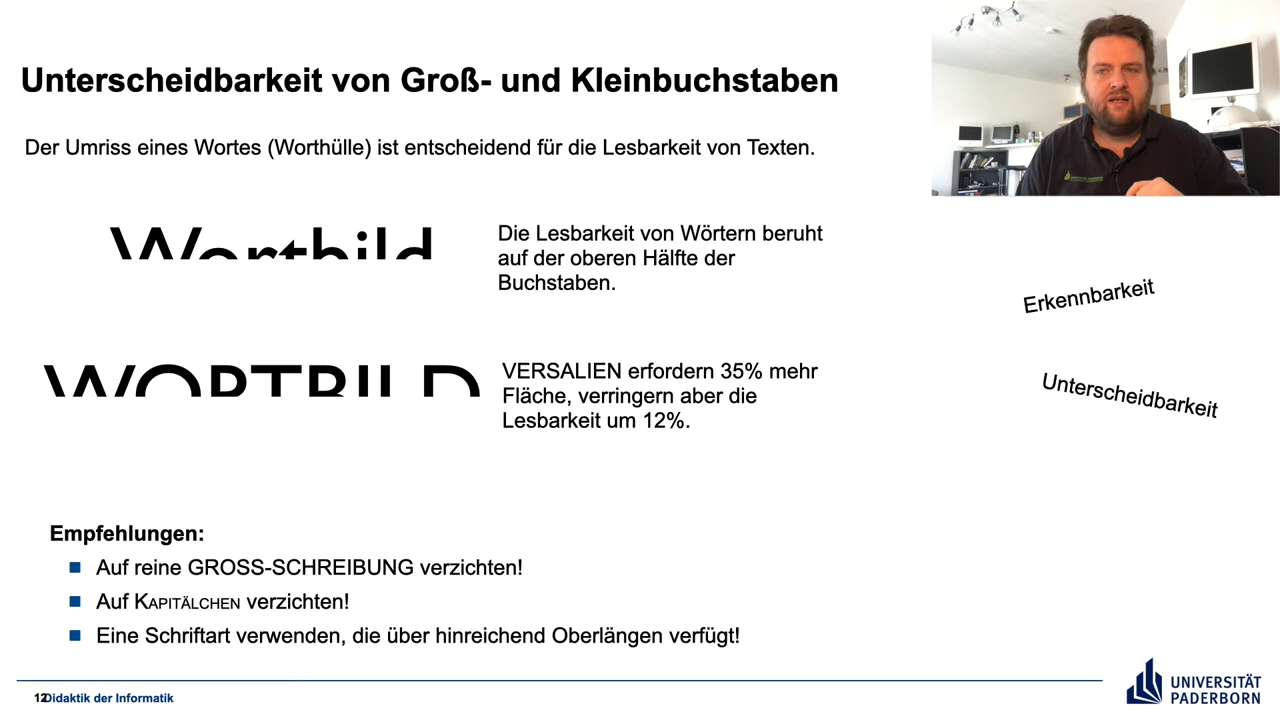 Unterscheidbarkeit von Groß- und Kleinbuchstaben
Der Umriss eines Wortes (Worthülle) ist entscheidend für die Lesbarkeit von Texten.
Wortbild
Die Lesbarkeit von Wörtern beruht
auf der oberen Hälfte der
Buchstaben.
Erkennbarkeit
WORTBILD
VERSALIEN erfordern 35% mehr
Fläche, verringern aber die
Lesbarkeit um 12%.
Unterscheidbarkeit
Empfehlungen:
Auf reine GROSS-SCHREIBUNG verzichten!
Auf KAPITÄLCHEN verzichten!
Eine Schriftart verwenden, die über hinreichend Oberlängen verfügt!
12 Didaktik der Informatik
UNIVERSITÄT
PADERBORN